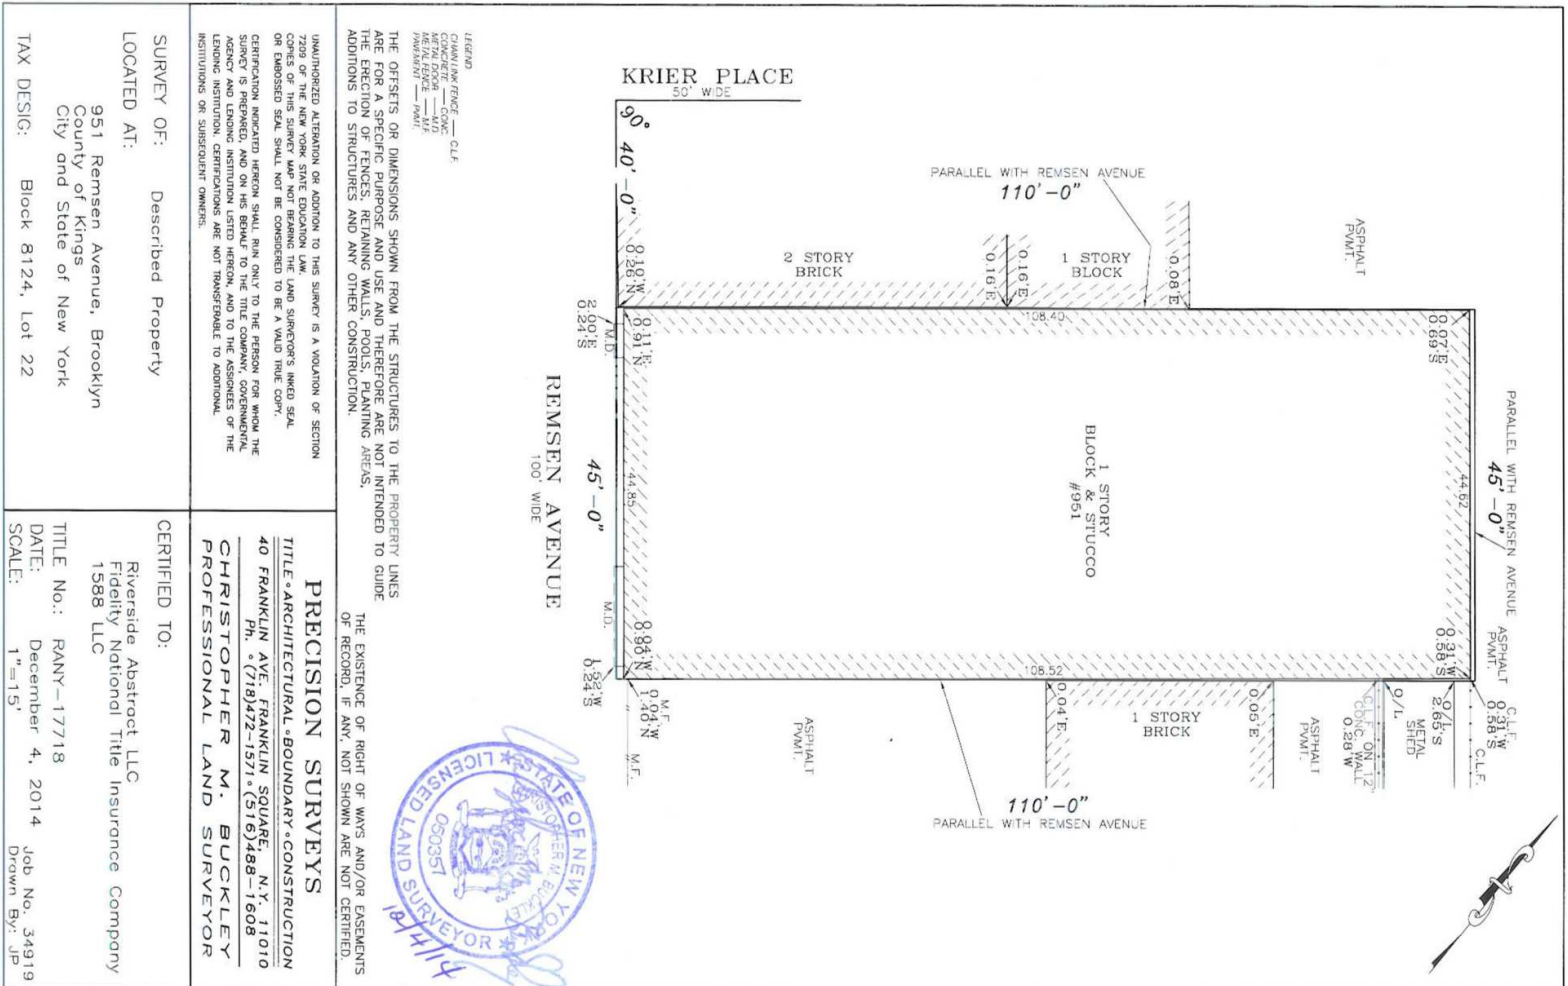 KRIER PLACE
50' WIDE
90°
40'-0"
PARALLEL WITH REMSEN AVENUE
110'-0"
ASPHALT
PVMT.
2 STORY
BRICK
1 STORY
BLOCK
0.10'W
0.26'N
0.16'E
0.16'E
0.08'E
108.40
0.11'E
0.91'N
0.07'E
0.69'S
2.00'E
0.24'S
M.D.
PARALLEL WITH REMSEN AVENUE
45'-0"
44.62
1 STORY
BLOCK & STUCCO
#951
44.85
45'-0"
REMSEN AVENUE
100' WIDE
M.D.
1.52'W
0.24'S
0.04'W
0.90'N
108.52
0.31'W
0.58'S
ASPHALT
PVMT.
C.L.F.
0.31'W
0.58'S
C.L.F.
O/L
2.65'S
METAL
SHED
O/L
C.L.F. ON 12"
CONC. WALL
0.28'W
ASPHALT
PVMT.
0.05'E
1 STORY
BRICK
0.04'E
ASPHALT
PVMT.
M.F.
0.04'W
1.40'N
M.F.
110'-0"
PARALLEL WITH REMSEN AVENUE
LEGEND
CHAIN LINK FENCE — C.L.F.
CONCRETE — CONC.
METAL DOOR — M.D.
METAL FENCE — M.F.
PAVEMENT — PVMT.
THE OFFSETS OR DIMENSIONS SHOWN FROM THE STRUCTURES TO THE PROPERTY LINES
ARE FOR A SPECIFIC PURPOSE AND USE AND THEREFORE ARE NOT INTENDED TO GUIDE
THE ERECTION OF FENCES, RETAINING WALLS, POOLS, PLANTING AREAS,
ADDITIONS TO STRUCTURES AND ANY OTHER CONSTRUCTION.
THE EXISTENCE OF RIGHT OF WAYS AND/OR EASEMENTS
OF RECORD, IF ANY, NOT SHOWN ARE NOT CERTIFIED.
UNAUTHORIZED ALTERATION OR ADDITION TO THIS SURVEY IS A VIOLATION OF SECTION
7209 OF THE NEW YORK STATE EDUCATION LAW.
COPIES OF THIS SURVEY MAP NOT BEARING THE LAND SURVEYOR'S INKED SEAL
OR EMBOSSED SEAL SHALL NOT BE CONSIDERED TO BE A VALID TRUE COPY.
CERTIFICATION INDICATED HEREON SHALL RUN ONLY TO THE PERSON FOR WHOM THE
SURVEY IS PREPARED, AND ON HIS BEHALF TO THE TITLE COMPANY, GOVERNMENTAL
AGENCY AND LENDING INSTITUTION LISTED HEREON, AND TO THE ASSIGNEES OF THE
LENDING INSTITUTION. CERTIFICATIONS ARE NOT TRANSFERABLE TO ADDITIONAL
INSTITUTIONS OR SUBSEQUENT OWNERS.
PRECISION SURVEYS
TITLE∘ARCHITECTURAL∘BOUNDARY∘CONSTRUCTION
40 FRANKLIN AVE. FRANKLIN SQUARE, N.Y. 11010
Ph. ∘(718)472-1571∘(516)488-1608
CHRISTOPHER M. BUCKLEY
PROFESSIONAL LAND SURVEYOR
STATE OF NEW YORK
CHRISTOPHER M. BUCKLEY
050357
LICENSED LAND SURVEYOR
12/4/14
SURVEY OF: Described Property
LOCATED AT:
951 Remsen Avenue, Brooklyn
County of Kings
City and State of New York
TAX DESIG: Block 8124, Lot 22
CERTIFIED TO:
Riverside Abstract LLC
Fidelity National Title Insurance Company
1588 LLC
TITLE No.: RANY-17718
DATE: December 4, 2014 Job No. 34919
SCALE: 1"=15' Drawn By: JP